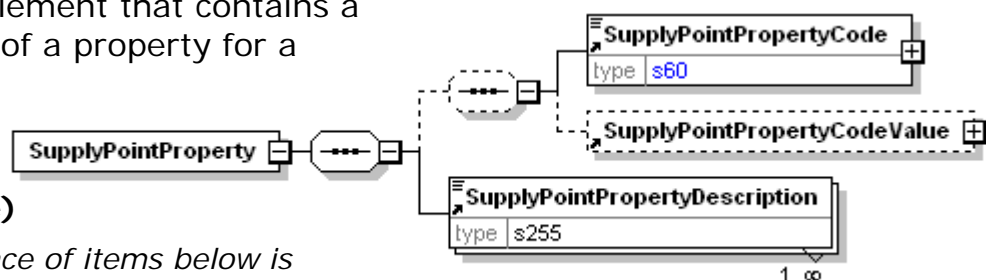 lement that contains a
of a property for a
)
ce of items below is
SupplyPointProperty
SupplyPointPropertyCode
type s60
SupplyPointPropertyCodeValue
SupplyPointPropertyDescription
type s255
1..∞